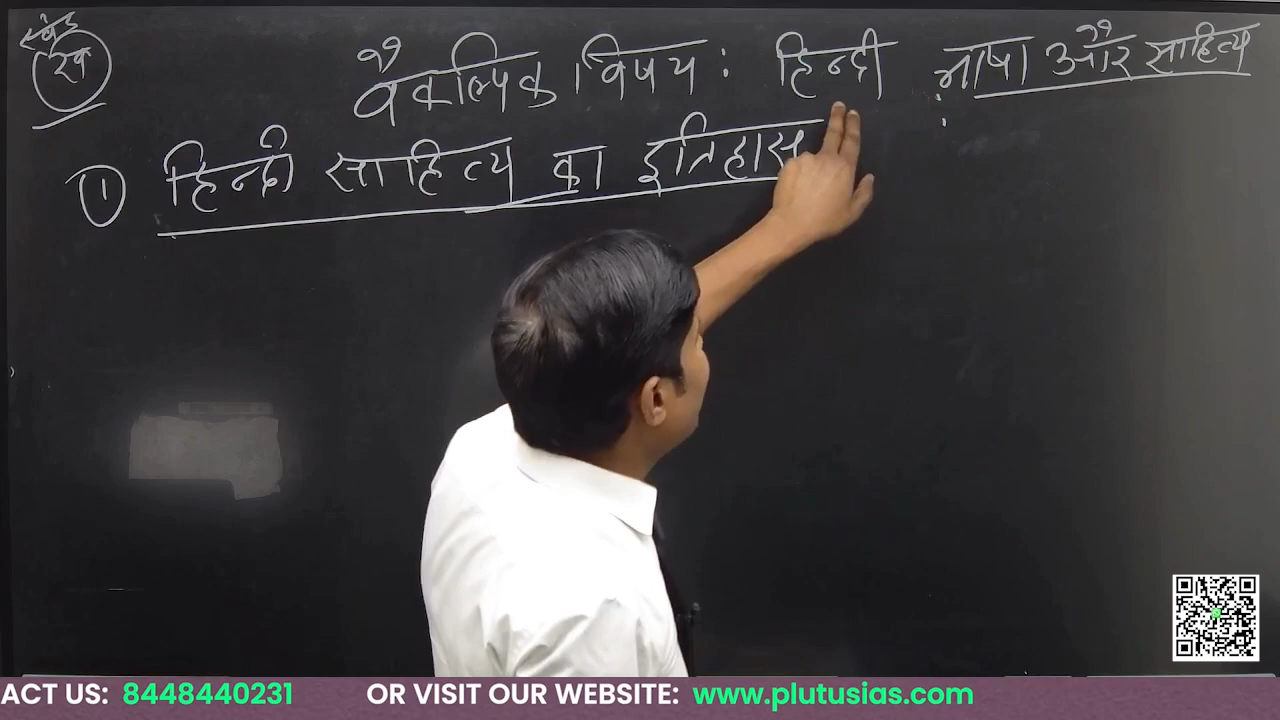 खंड
ख
वैकल्पिक विषय : हिन्दी भाषा और साहित्य
① हिन्दी साहित्य का इतिहास
ACT US: 8448440231 OR VISIT OUR WEBSITE: www.plutusias.com